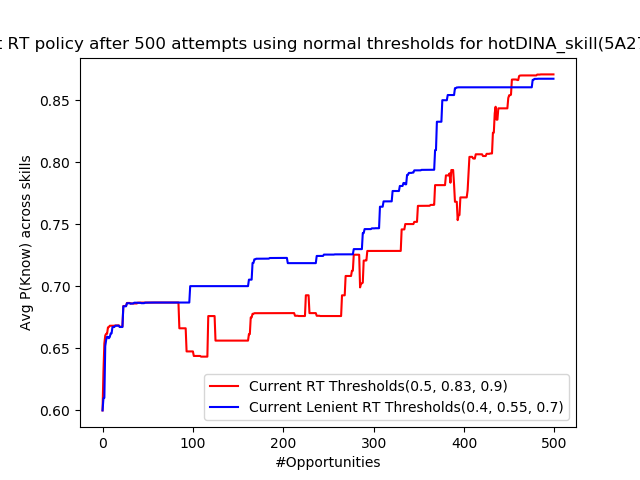 RT policy after 500 attempts using normal thresholds for hotDINA_skill(5A27
Avg P(Know) across skills
0.85
0.80
0.75
0.70
0.65
0.60
Current RT Thresholds(0.5, 0.83, 0.9)
Current Lenient RT Thresholds(0.4, 0.55, 0.7)
0 100 200 300 400 500
#Opportunities